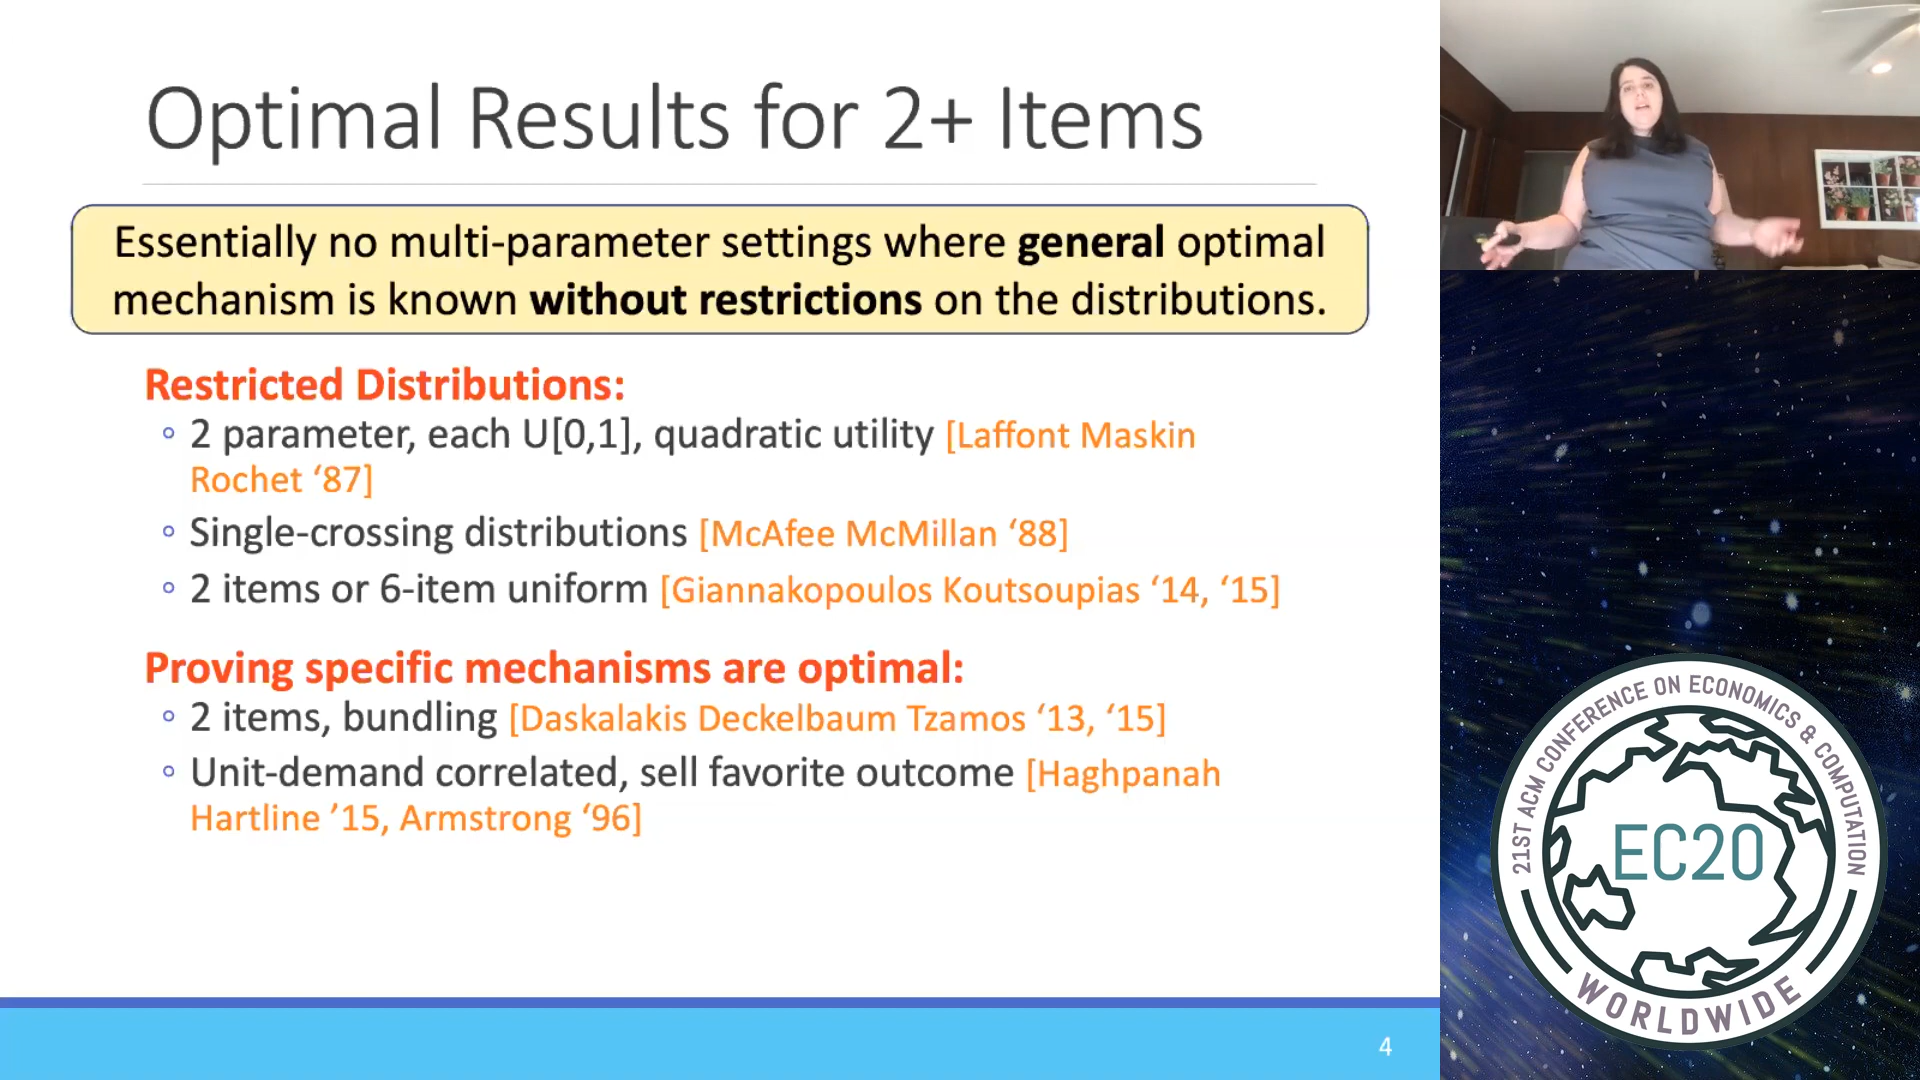 Optimal Results for 2+ Items
Essentially no multi-parameter settings where general optimal
mechanism is known without restrictions on the distributions.
Restricted Distributions:
◦ 2 parameter, each U[0,1], quadratic utility [Laffont Maskin
Rochet ‘87]
◦ Single-crossing distributions [McAfee McMillan ‘88]
◦ 2 items or 6-item uniform [Giannakopoulos Koutsoupias ‘14, ‘15]
Proving specific mechanisms are optimal:
◦ 2 items, bundling [Daskalakis Deckelbaum Tzamos ‘13, ‘15]
◦ Unit-demand correlated, sell favorite outcome [Haghpanah
Hartline ’15, Armstrong ‘96]
4
21ST ACM CONFERENCE ON ECONOMICS & COMPUTATION
EC20
WORLDWIDE